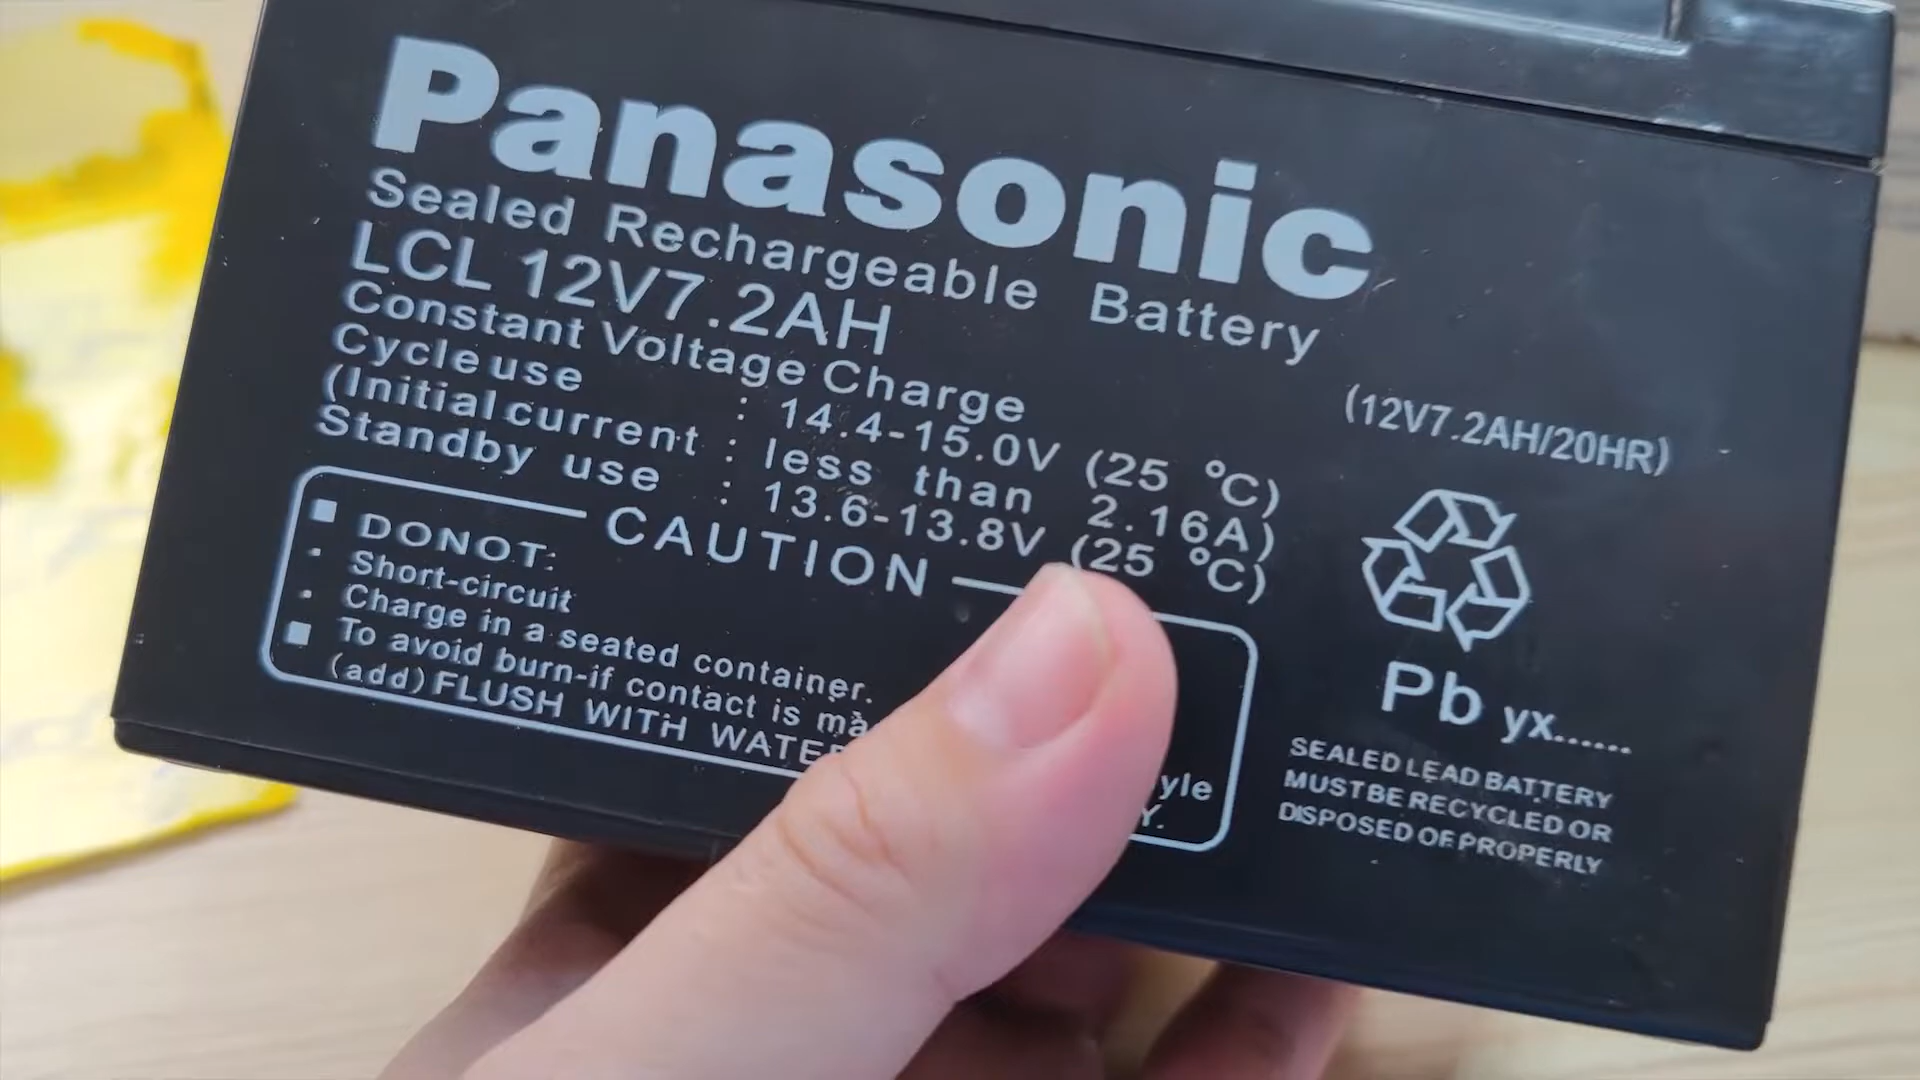 Panasonic
Sealed Rechargeable Battery
LCL 12V7.2AH
Constant Voltage Charge
Cycle use : 14.4-15.0V (25 °C)
(Initial current : less than 2.16A)
Standby use : 13.6-13.8V (25 °C)
CAUTION
DONOT:
Short-circuit
Charge in a seated container.
To avoid burn-if contact is ma
(add)FLUSH WITH WATE
yle
Y.
(12V7.2AH/20HR)
Pb yx......
SEALED LEAD BATTERY
MUST BE RECYCLED OR
DISPOSED OF PROPERLY